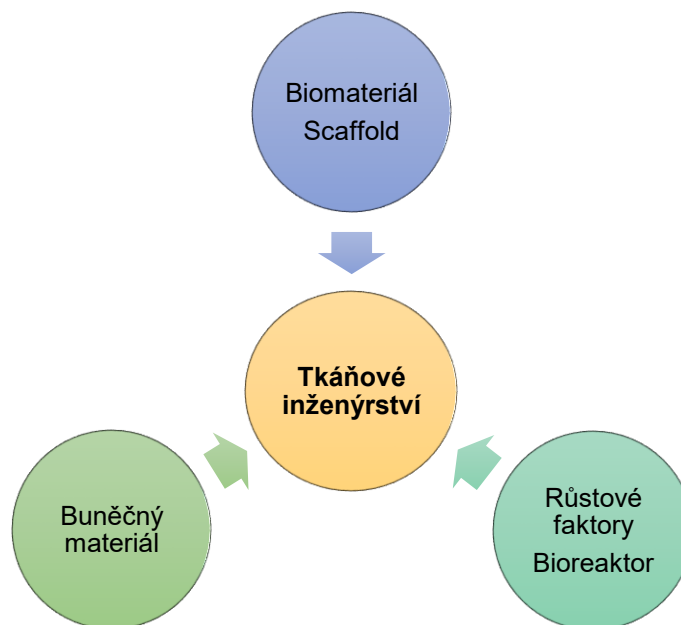 Biomateriál
Scaffold
Tkáňové
inženýrství
Buněčný
materiál
Růstové
faktory
Bioreaktor